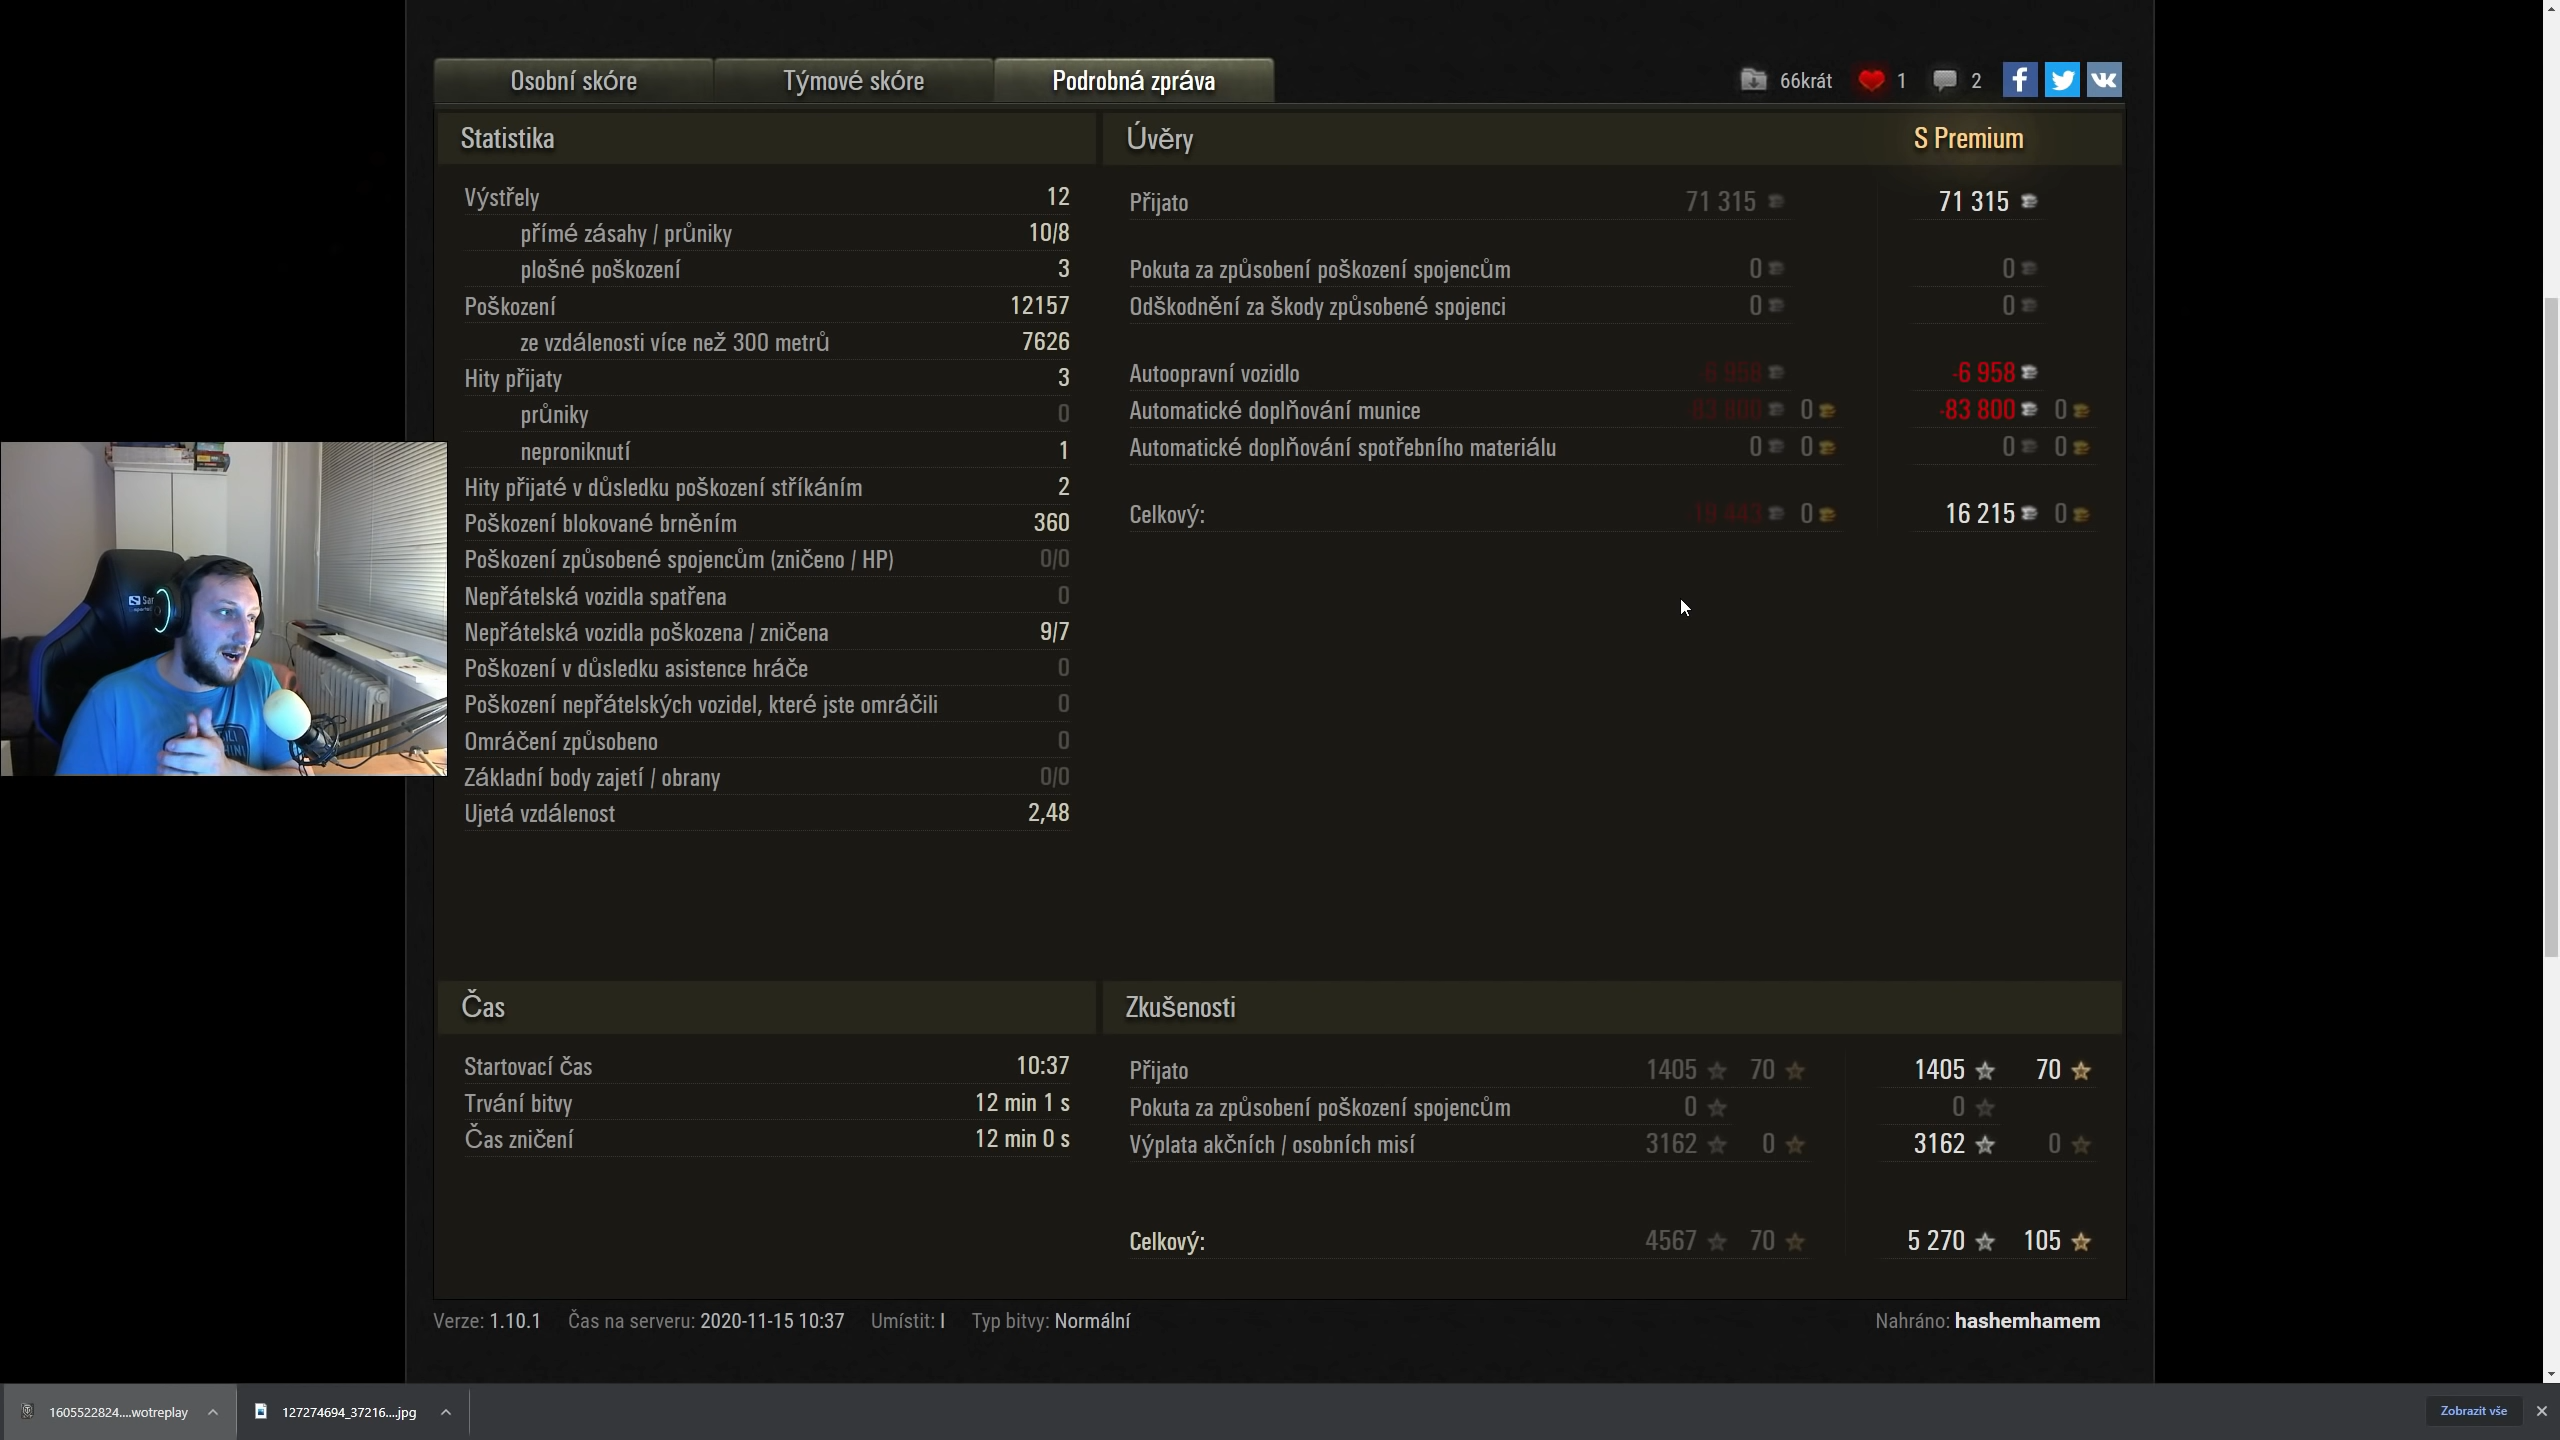 Osobní skóre
Týmové skóre
Podrobná zpráva
66krát 1 2
Statistika
Výstřely 12
přímé zásahy / průniky 10/8
plošné poškození 3
Poškození 12157
ze vzdálenosti více než 300 metrů 7626
Hity přijaty 3
průniky 0
neproniknutí 1
Hity přijaté v důsledku poškození stříkáním 2
Poškození blokované brněním 360
Poškození způsobené spojencům (zničeno / HP) 0/0
Nepřátelská vozidla spatřena 0
Nepřátelská vozidla poškozena / zničena 9/7
Poškození v důsledku asistence hráče 0
Poškození nepřátelských vozidel, které jste omráčili 0
Omráčení způsobeno 0
Základní body zajetí / obrany 0/0
Ujetá vzdálenost 2,48
Úvěry S Premium
Přijato 71 315 71 315
Pokuta za způsobení poškození spojencům 0 0
Odškodnění za škody způsobené spojenci 0 0
Autoopravní vozidlo -6 958 -6 958
Automatické doplňování munice -83 800 0 -83 800 0
Automatické doplňování spotřebního materiálu 0 0 0 0
Celkový: -19 443 0 16 215 0
Čas
Startovací čas 10:37
Trvání bitvy 12 min 1 s
Čas zničení 12 min 0 s
Zkušenosti
Přijato 1405 70 1405 70
Pokuta za způsobení poškození spojencům 0 0
Výplata akčních / osobních misí 3162 0 3162 0
Celkový: 4567 70 5 270 105
Verze: 1.10.1 Čas na serveru: 2020-11-15 10:37 Umístit: I Typ bitvy: Normální
Nahráno: hashemhamem
1605522824....wotreplay
127274694_37216....jpg
Zobrazit vše